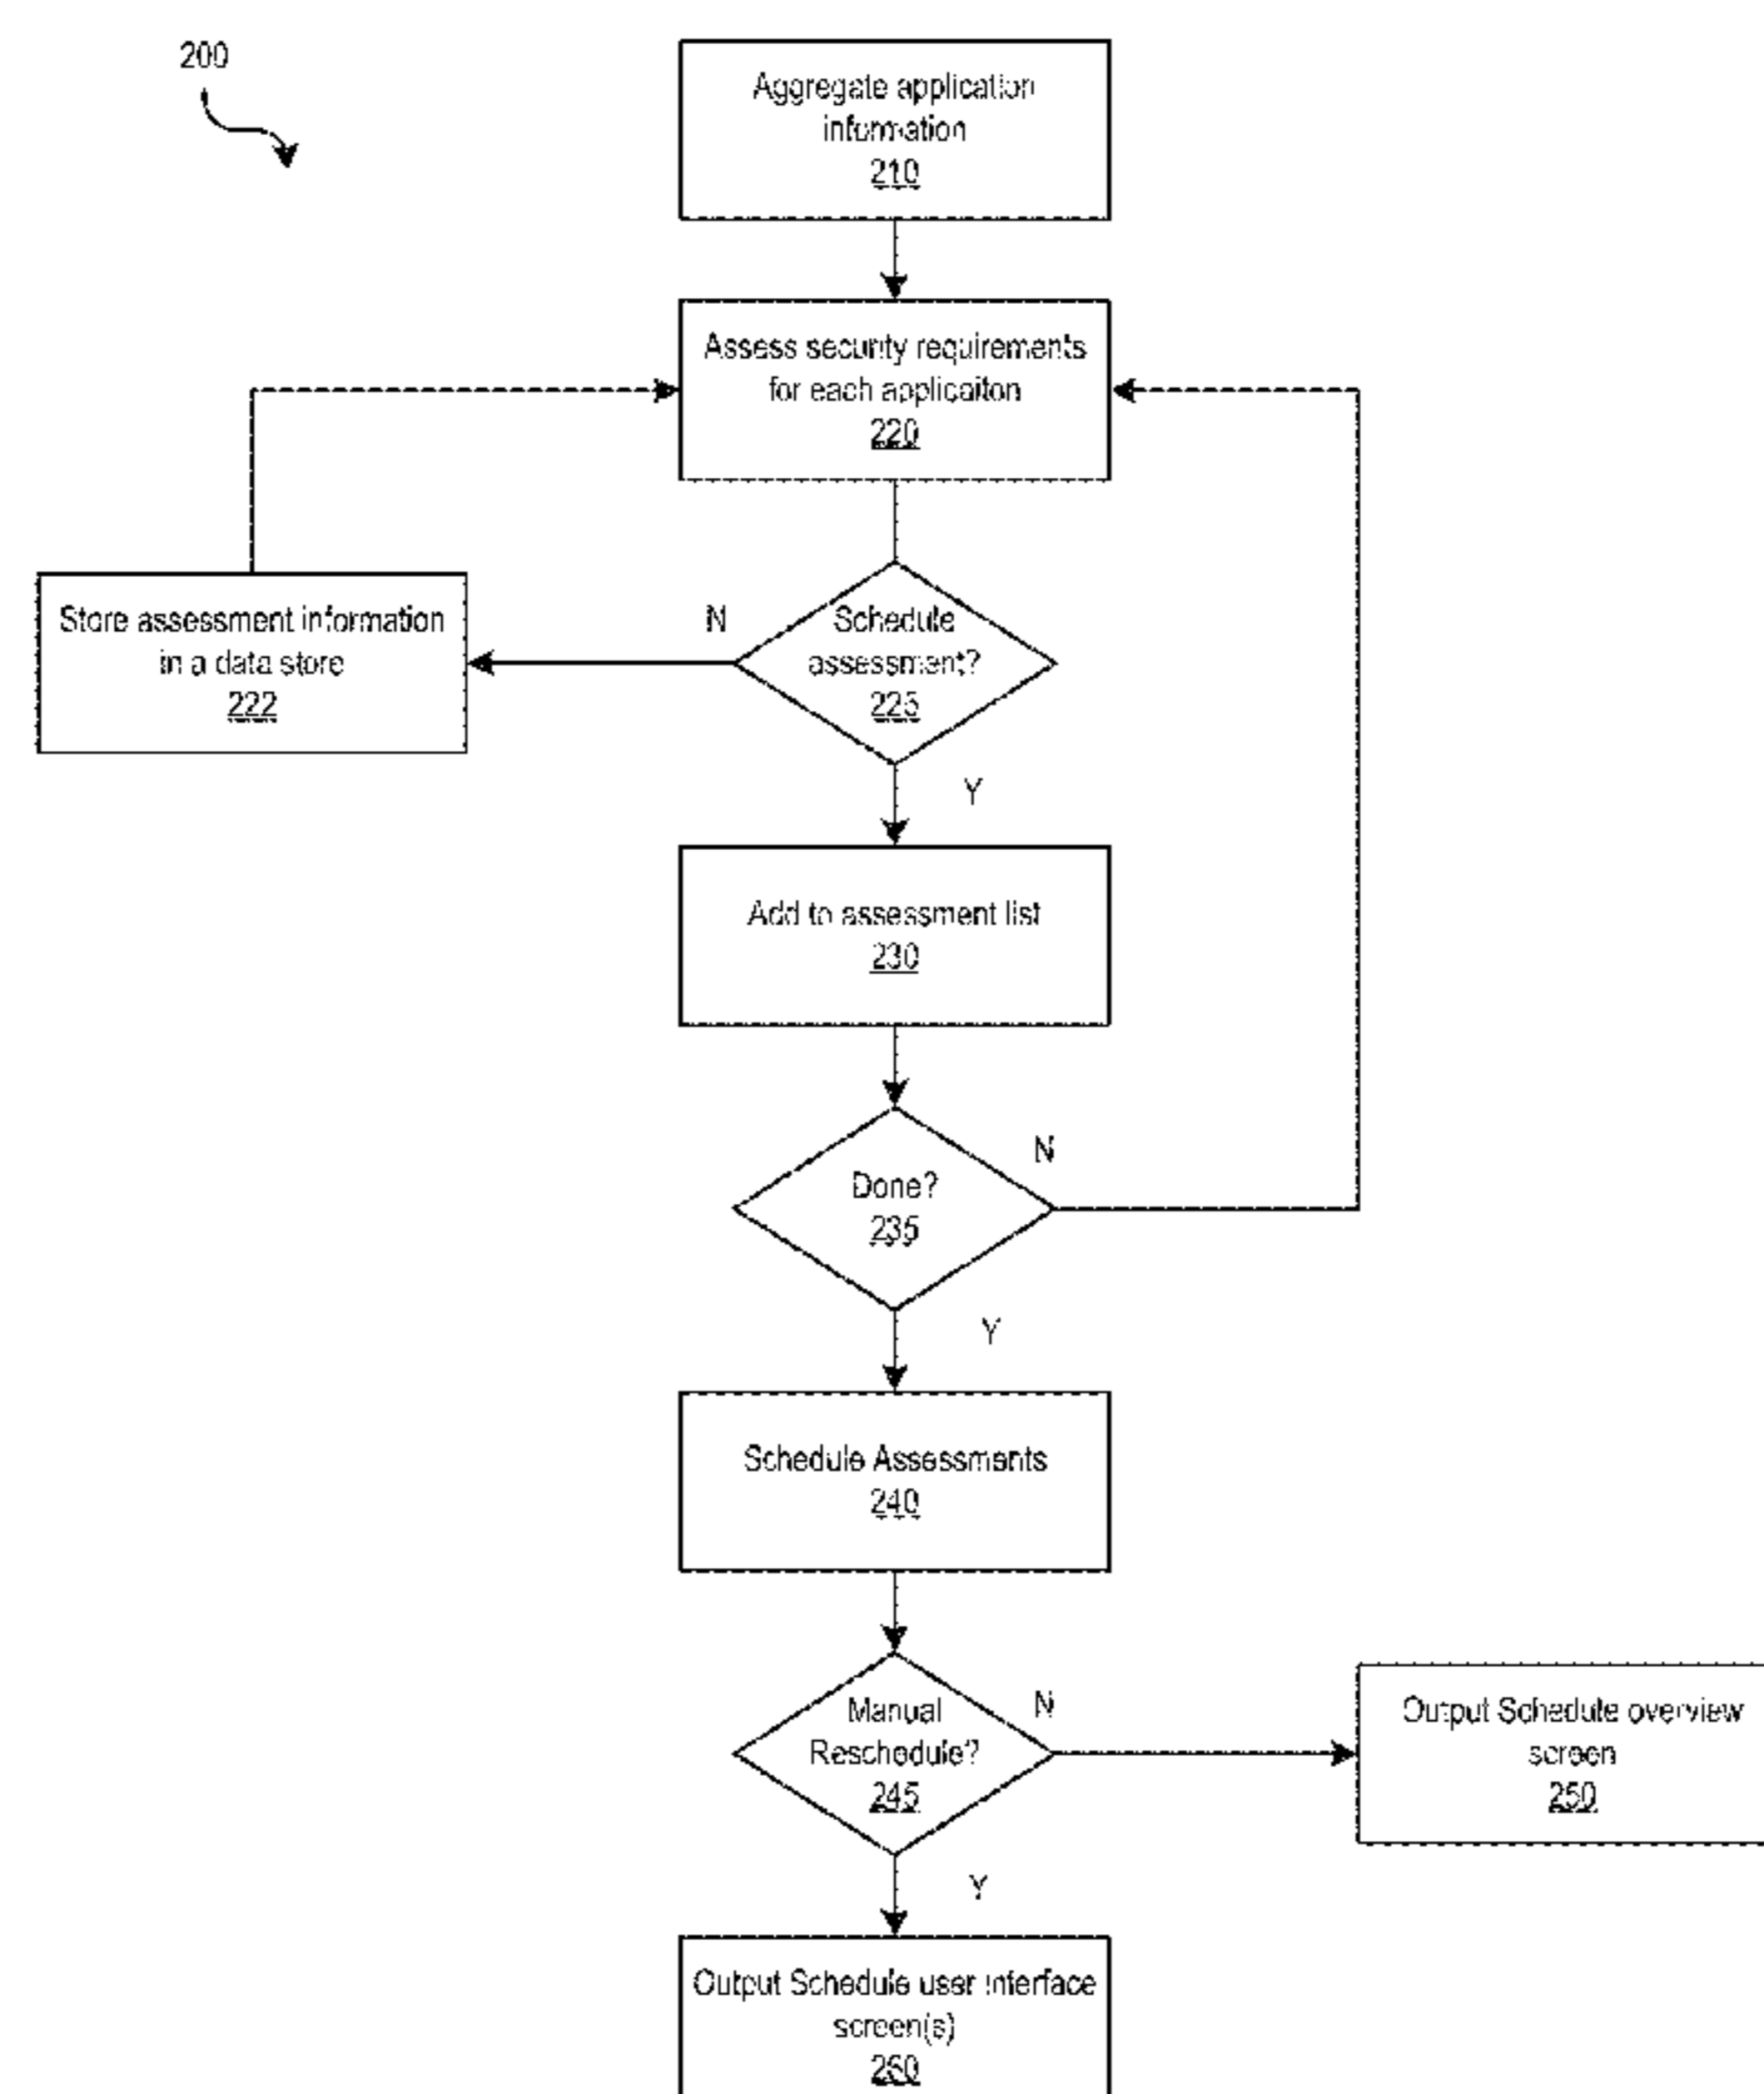 200
Aggregate application
information
210
Assess security requirements
for each applicaiton
220
Store assessment information
in a data store
222
N
Schedule
assessment?
225
Y
Add to assessment list
230
Done?
235
N
Y
Schedule Assessments
240
Manual
Reschedule?
245
N
Output Schedule overview
screen
250
Y
Output Schedule user interface
screen(s)
260